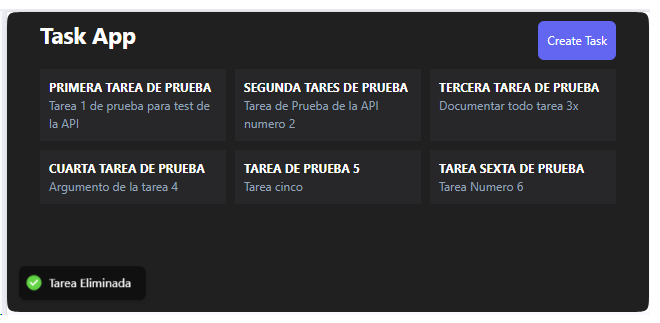 Task App
Create Task
PRIMERA TAREA DE PRUEBA
Tarea 1 de prueba para test de
la API
SEGUNDA TARES DE PRUEBA
Tarea de Prueba de la API
numero 2
TERCERA TAREA DE PRUEBA
Documentar todo tarea 3x
CUARTA TAREA DE PRUEBA
Argumento de la tarea 4
TAREA DE PRUEBA 5
Tarea cinco
TAREA SEXTA DE PRUEBA
Tarea Numero 6
Tarea Eliminada